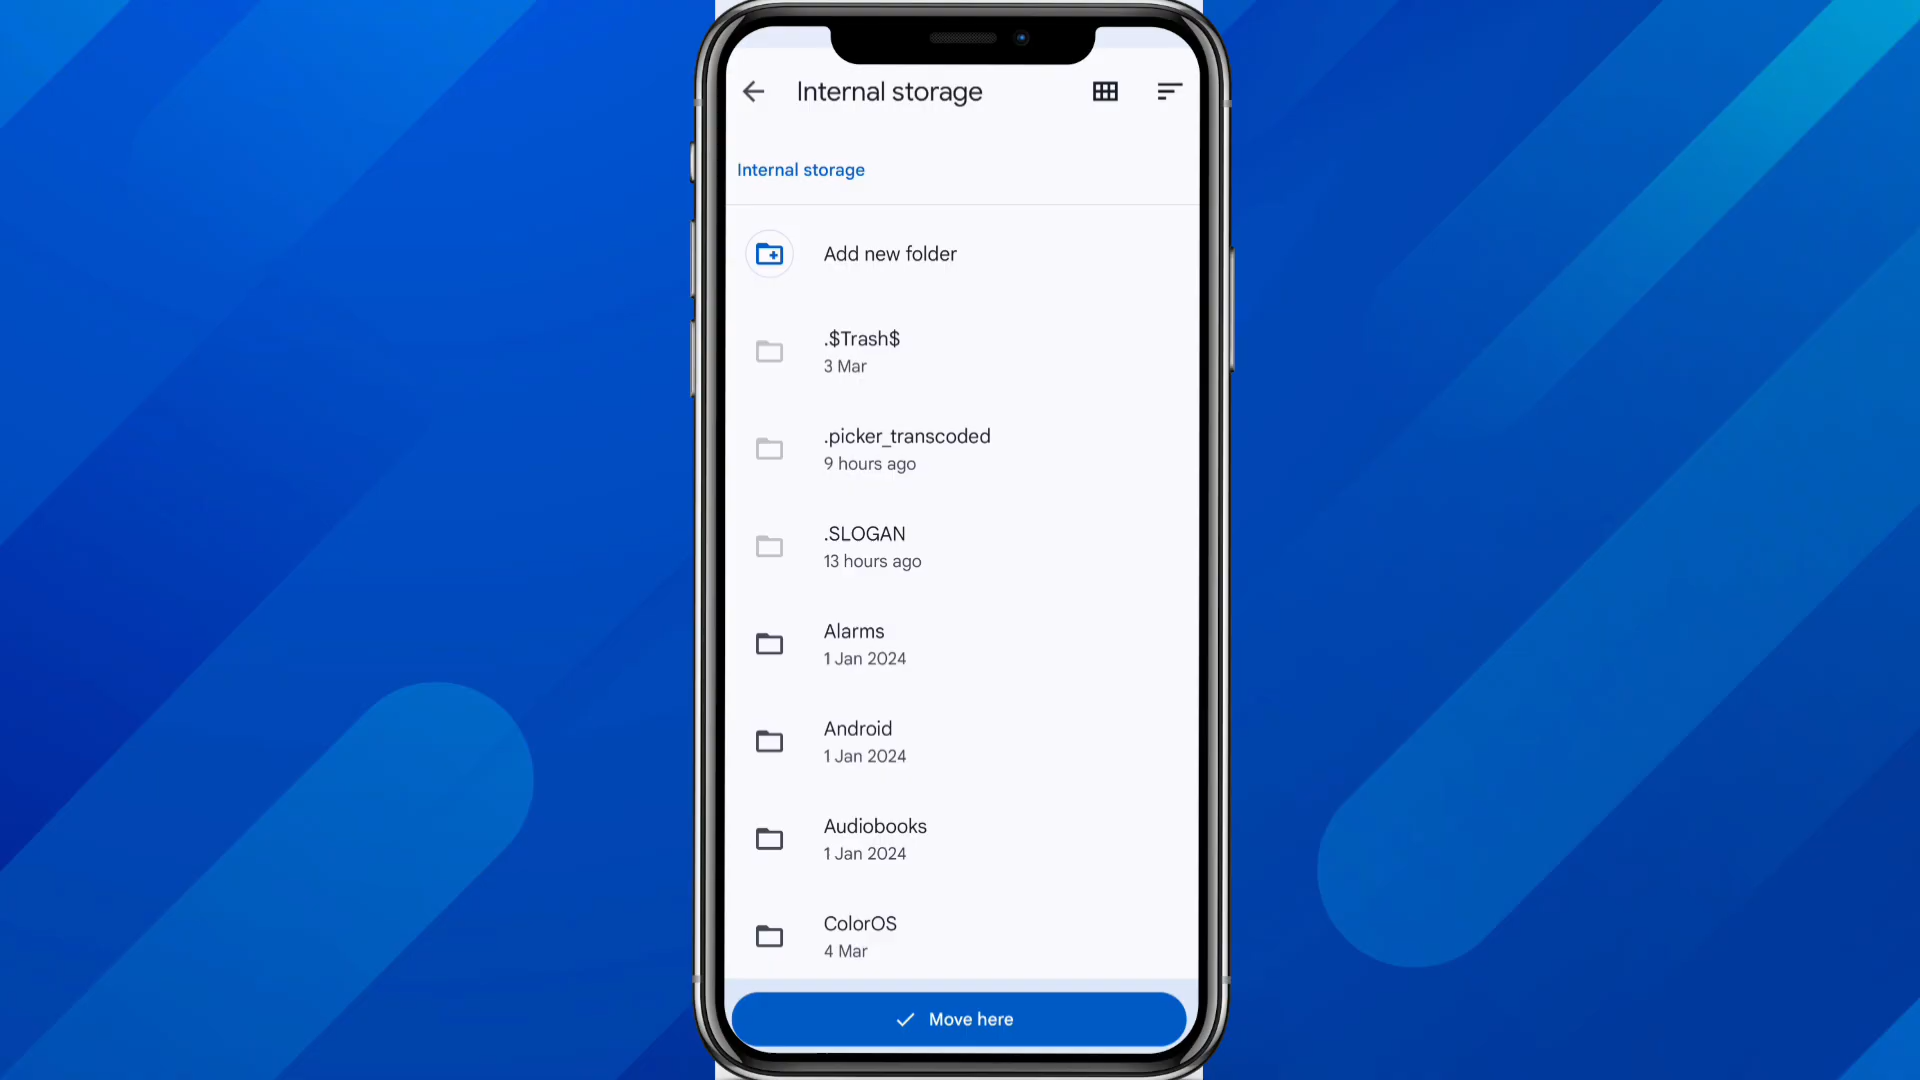 Internal storage
Internal storage
Add new folder
.$Trash$
3 Mar
.picker_transcoded
9 hours ago
.SLOGAN
13 hours ago
Alarms
1 Jan 2024
Android
1 Jan 2024
Audiobooks
1 Jan 2024
ColorOS
4 Mar
Move here